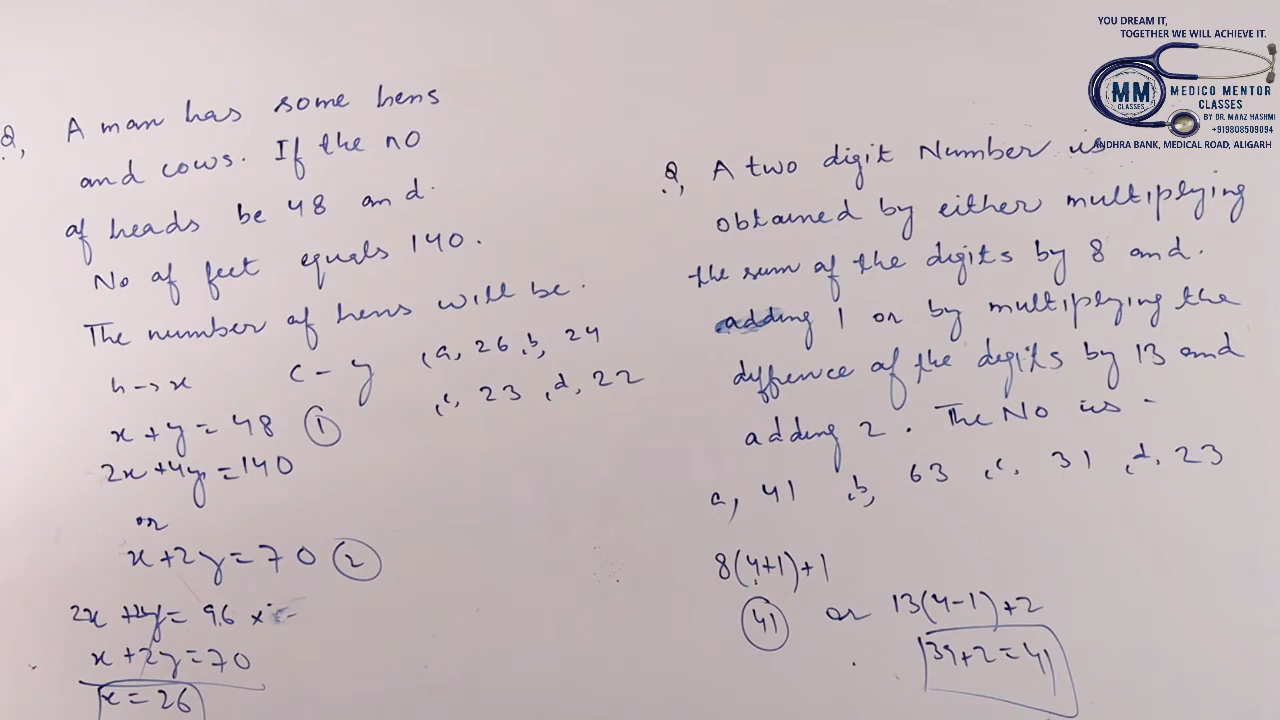 YOU DREAM IT,
TOGETHER WE WILL ACHIEVE IT.
MM
CLASSES
MEDICO MENTOR
CLASSES
BY DR. MAAZ HASHMI
+919808509094
ANDHRA BANK, MEDICAL ROAD, ALIGARH
Q, A man has some hens
and cows. If the no
of heads be 48 and.
No of feet equals 140.
The number of hens will be.
h→x c - y
(a, 26 (b, 24
(c, 23 (d, 22
x+y=48 ①
2x+4y=140
or
x+2y=70 ②
2x+2y=96
x+2y=70
x=26
Q, A two digit Number is
obtained by either multiplying
the sum of the digits by 8 and.
adding 1 or by multiplying the
diffence of the digits by 13 and
adding 2. The No is -
a, 41 (b, 63 (c, 31 (d, 23
8(4+1)+1
41 or 13(4-1)+2
39+2=41